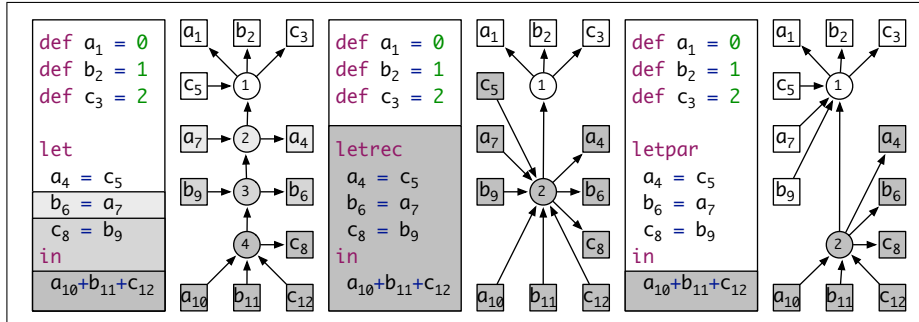 def a₁ = 0
def b₂ = 1
def c₃ = 2
let
a₄ = c₅
b₆ = a₇
c₈ = b₉
in
a₁₀+b₁₁+c₁₂
a₁ b₂ c₃
c₅ 1
a₇ 2 a₄
b₉ 3 b₆
4 c₈
a₁₀ b₁₁ c₁₂
def a₁ = 0
def b₂ = 1
def c₃ = 2
letrec
a₄ = c₅
b₆ = a₇
c₈ = b₉
in
a₁₀+b₁₁+c₁₂
a₁ b₂ c₃
c₅ 1
a₇ a₄
b₉ 2 b₆
c₈
a₁₀ b₁₁ c₁₂
def a₁ = 0
def b₂ = 1
def c₃ = 2
letpar
a₄ = c₅
b₆ = a₇
c₈ = b₉
in
a₁₀+b₁₁+c₁₂
a₁ b₂ c₃
c₅ 1
a₇ a₄
b₉ b₆
2 c₈
a₁₀ b₁₁ c₁₂